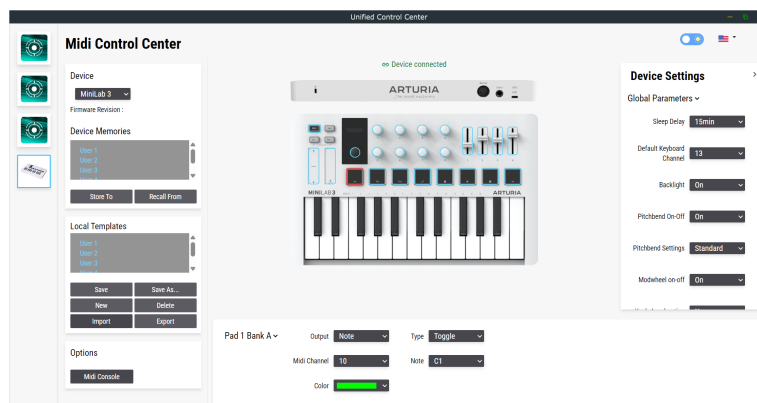 Unified Control Center
Midi Control Center
Device connected
Device
MiniLab 3
Firmware Revision :
Device Memories
User 1
User 2
User 3
Store To
Recall From
Local Templates
User 1
User 2
User 3
Save
Save As...
New
Delete
Import
Export
Options
Midi Console
ARTURIA
MINILAB 3
ARTURIA
Pad 1 Bank A
Output
Note
Type
Toggle
Midi Channel
10
Note
C1
Color
Device Settings
Global Parameters
Sleep Delay
15min
Default Keyboard
Channel
13
Backlight
On
Pitchbend On-Off
On
Pitchbend Settings
Standard
Modwheel on-off
On